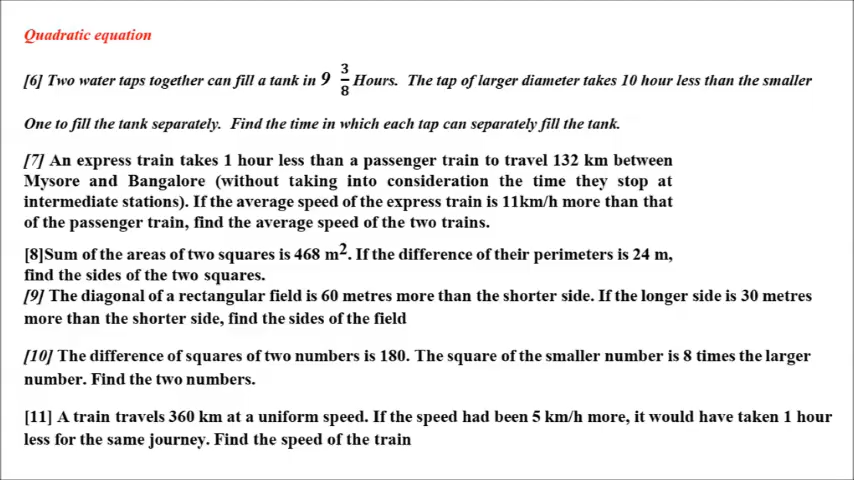 Quadratic equation
[6] Two water taps together can fill a tank in 9 3/8 Hours. The tap of larger diameter takes 10 hour less than the smaller
One to fill the tank separately. Find the time in which each tap can separately fill the tank.
[7] An express train takes 1 hour less than a passenger train to travel 132 km between
Mysore and Bangalore (without taking into consideration the time they stop at
intermediate stations). If the average speed of the express train is 11km/h more than that
of the passenger train, find the average speed of the two trains.
[8]Sum of the areas of two squares is 468 m². If the difference of their perimeters is 24 m,
find the sides of the two squares.
[9] The diagonal of a rectangular field is 60 metres more than the shorter side. If the longer side is 30 metres
more than the shorter side, find the sides of the field
[10] The difference of squares of two numbers is 180. The square of the smaller number is 8 times the larger
number. Find the two numbers.
[11] A train travels 360 km at a uniform speed. If the speed had been 5 km/h more, it would have taken 1 hour
less for the same journey. Find the speed of the train